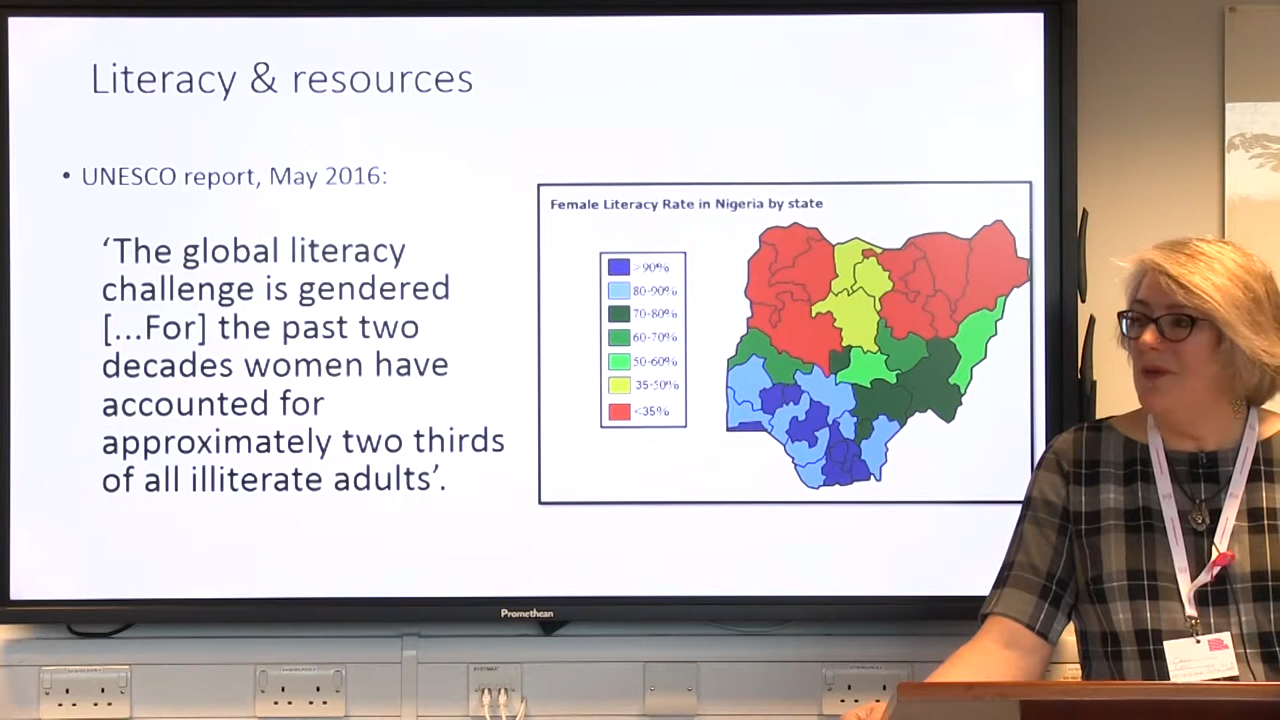 Literacy & resources
• UNESCO report, May 2016:
‘The global literacy
challenge is gendered
[...For] the past two
decades women have
accounted for
approximately two thirds
of all illiterate adults’.
Female Literacy Rate in Nigeria by state
>90%
80-90%
70-80%
60-70%
50-60%
35-50%
<35%
Promethean